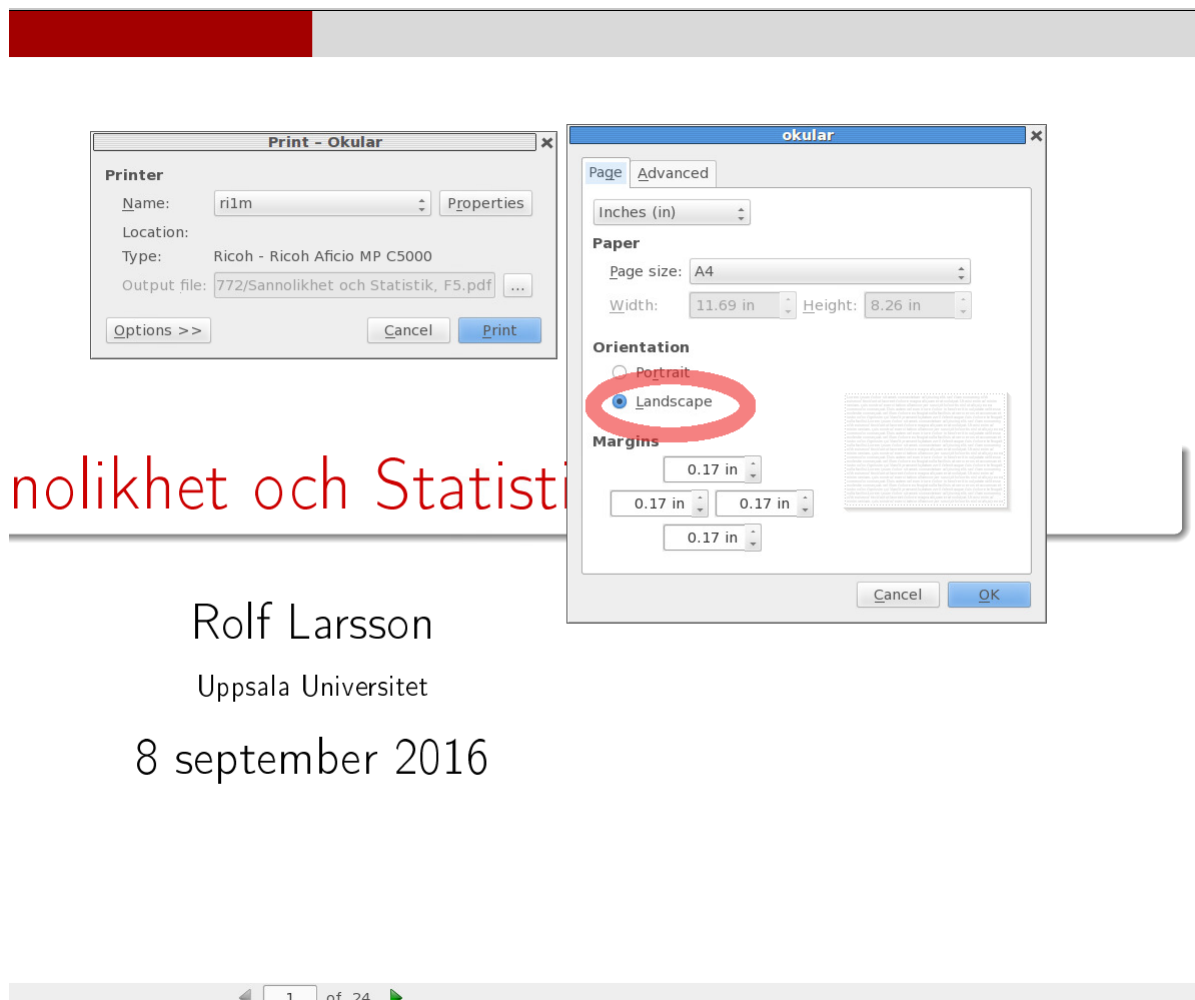 Print – Okular
Printer
Name: ri1m Properties
Location:
Type: Ricoh - Ricoh Aficio MP C5000
Output file: 772/Sannolikhet och Statistik, F5.pdf ...
Options >> Cancel Print
okular
Page Advanced
Inches (in)
Paper
Page size: A4
Width: 11.69 in Height: 8.26 in
Orientation
Portrait
Landscape
Margins
0.17 in
0.17 in 0.17 in
0.17 in
Cancel OK
nolikhet och Statisti
Rolf Larsson
Uppsala Universitet
8 september 2016
1 of 24